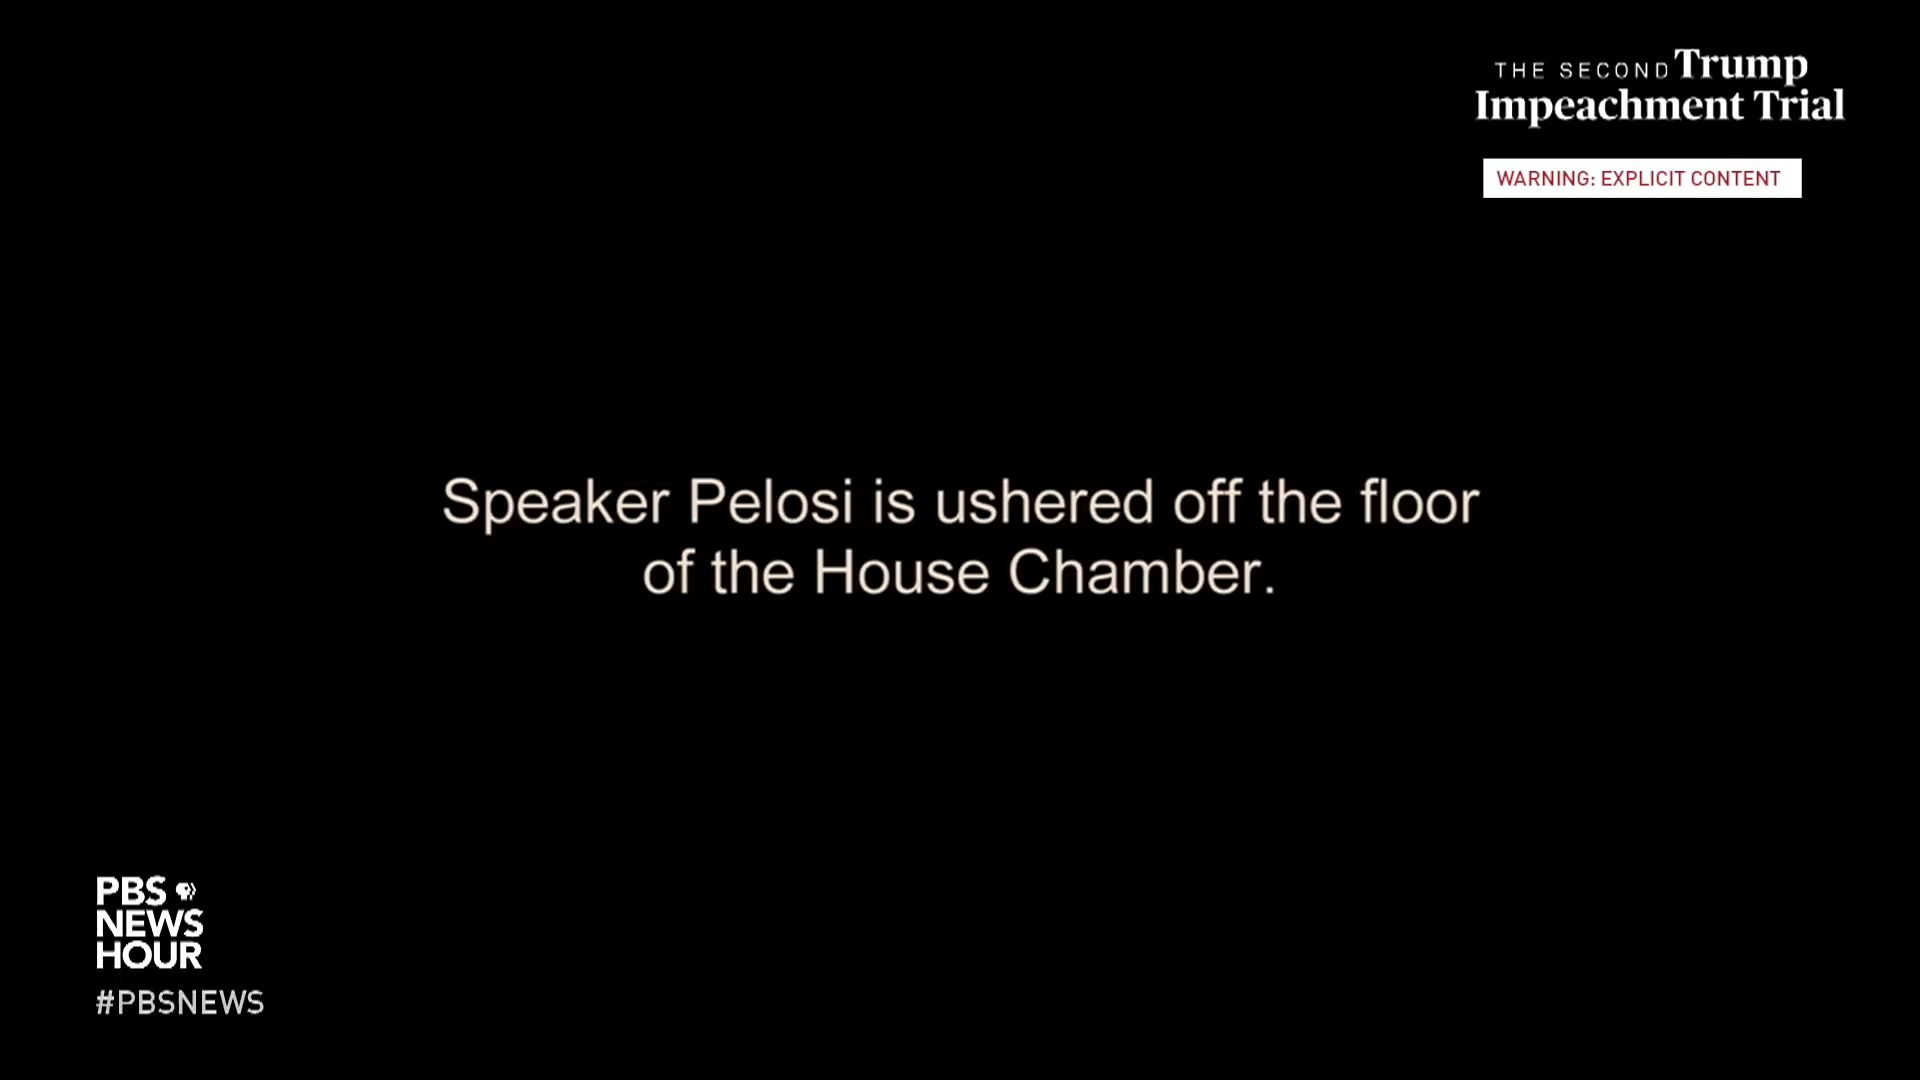 THE SECOND Trump
Impeachment Trial
WARNING: EXPLICIT CONTENT
Speaker Pelosi is ushered off the floor
of the House Chamber.
PBS
NEWS
HOUR
#PBSNEWS